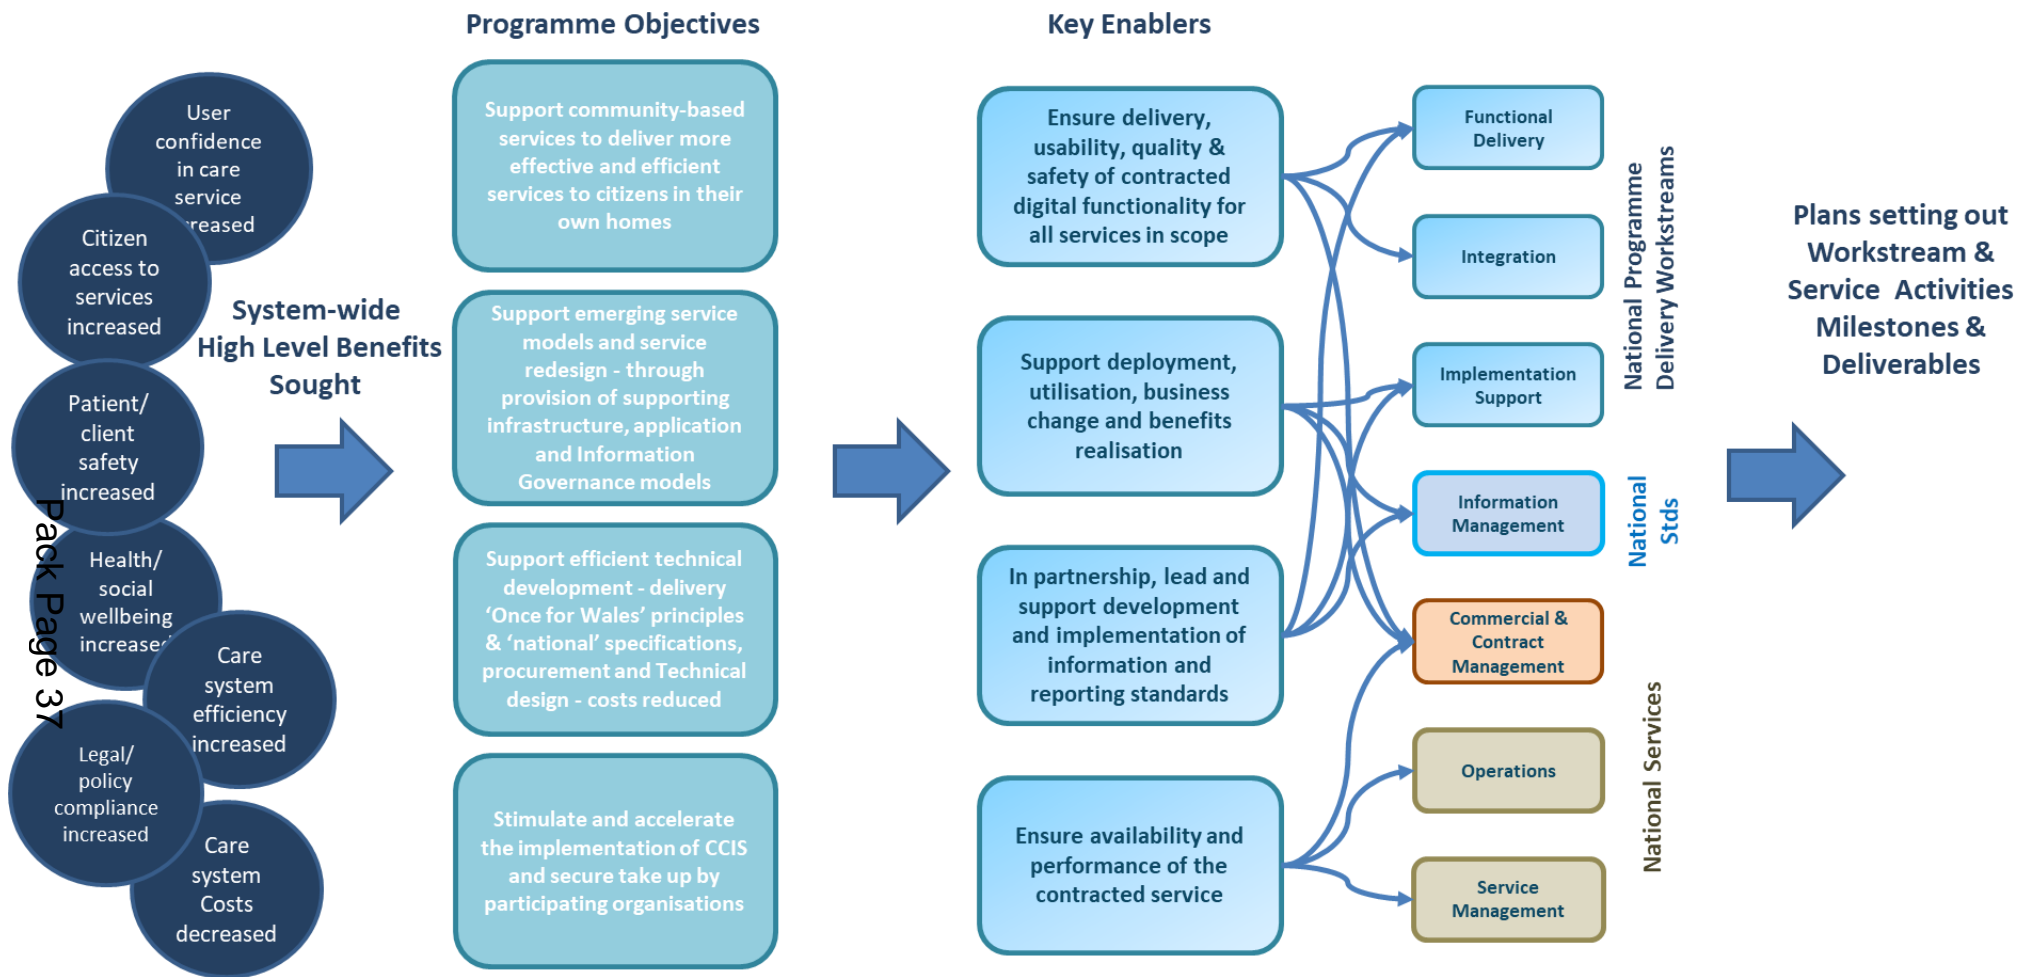 Programme Objectives
Key Enablers
User
confidence
in care
service
reased
Citizen
access to
services
increased
Patient/
client
safety
increased
Health/
social
wellbeing
increased
Care
system
efficiency
increased
Legal/
policy
compliance
increased
Care
system
Costs
decreased
Pack Page 37
System-wide
High Level Benefits
Sought
Support community-based
services to deliver more
effective and efficient
services to citizens in their
own homes
Support emerging service
models and service
redesign - through
provision of supporting
infrastructure, application
and Information
Governance models
Support efficient technical
development - delivery
‘Once for Wales’ principles
& ‘national’ specifications,
procurement and Technical
design - costs reduced
Stimulate and accelerate
the implementation of CCIS
and secure take up by
participating organisations
Ensure delivery,
usability, quality &
safety of contracted
digital functionality for
all services in scope
Support deployment,
utilisation, business
change and benefits
realisation
In partnership, lead and
support development
and implementation of
information and
reporting standards
Ensure availability and
performance of the
contracted service
Functional
Delivery
Integration
Implementation
Support
Information
Management
Commercial &
Contract
Management
Operations
Service
Management
National Programme
Delivery Workstreams
National
Stds
National Services
Plans setting out
Workstream &
Service Activities
Milestones &
Deliverables